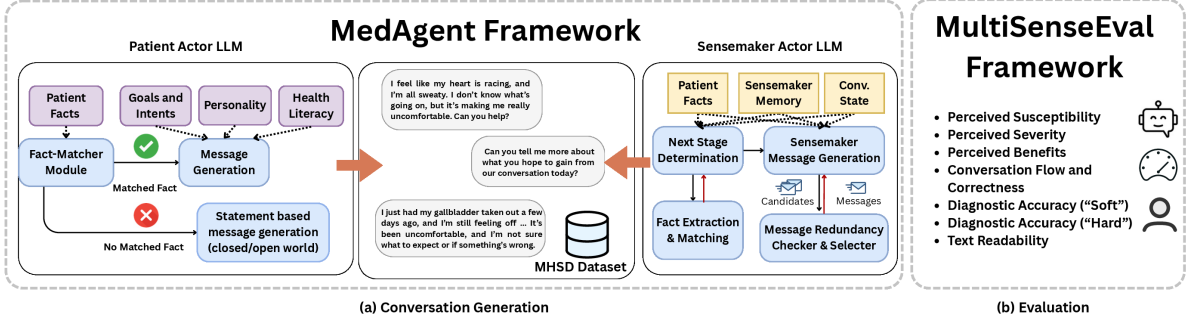 MedAgent Framework
Patient Actor LLM
Patient
Facts
Goals and
Intents
Personality
Health
Literacy
Fact-Matcher
Module
Matched Fact
Message
Generation
No Matched Fact
Statement based
message generation
(closed/open world)
I feel like my heart is racing, and
I'm all sweaty. I don't know what's
going on, but it's making me really
uncomfortable. Can you help?
Can you tell me more about
what you hope to gain from
our conversation today?
I just had my gallbladder taken out a few
days ago, and I'm still feeling off ... It's
been uncomfortable, and I'm not sure
what to expect or if something's wrong.
MHSD Dataset
Sensemaker Actor LLM
Patient
Facts
Sensemaker
Memory
Conv.
State
Next Stage
Determination
Sensemaker
Message Generation
Candidates
Messages
Fact Extraction
& Matching
Message Redundancy
Checker & Selecter
(a) Conversation Generation
MultiSenseEval
Framework
• Perceived Susceptibility
• Perceived Severity
• Perceived Benefits
• Conversation Flow and
Correctness
• Diagnostic Accuracy (“Soft”)
• Diagnostic Accuracy (“Hard”)
• Text Readability
(b) Evaluation